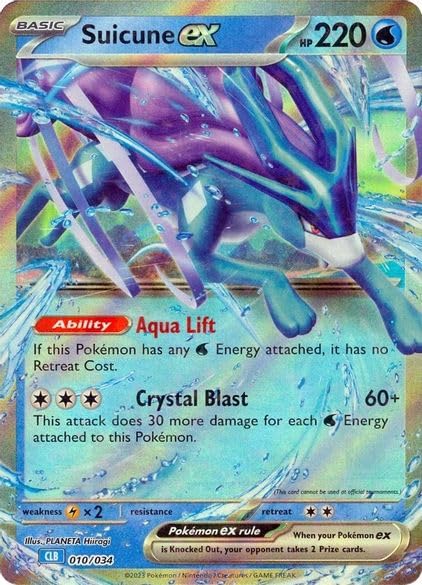 BASIC
Suicune ex HP 220
Ability Aqua Lift
If this Pokémon has any Energy attached, it has no
Retreat Cost.
Crystal Blast 60+
This attack does 30 more damage for each Energy
attached to this Pokémon.
(This card cannot be used at official tournaments.)
weakness ×2 resistance retreat
Illus. PLANETA Hiiragi
CLB 010/034
Pokémon ex rule When your Pokémon ex
is Knocked Out, your opponent takes 2 Prize cards.
©2023 Pokémon / Nintendo / Creatures / GAME FREAK